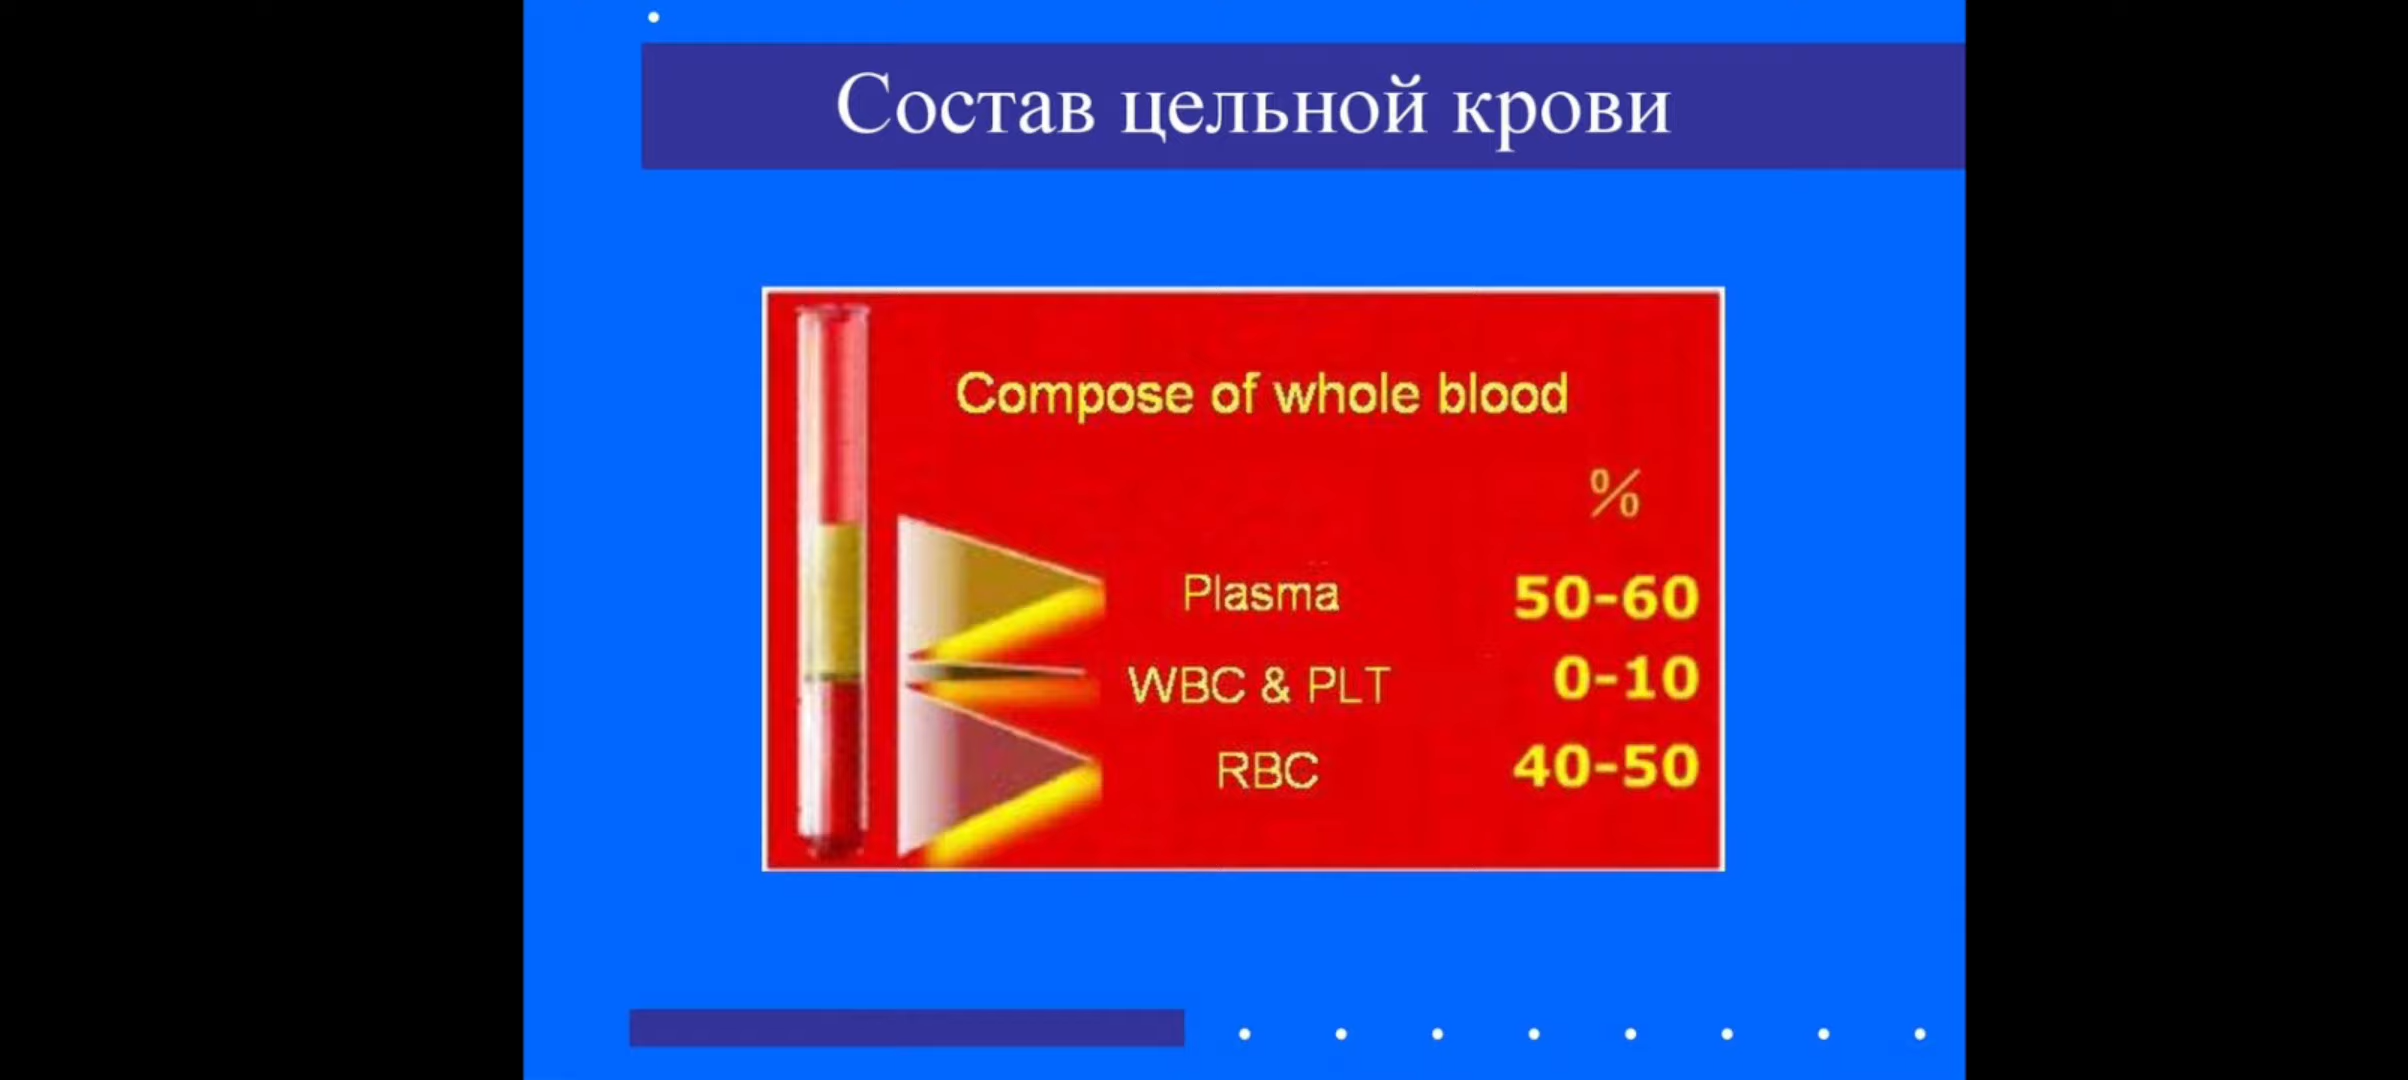 Состав цельной крови
Compose of whole blood
%
Plasma 50-60
WBC & PLT 0-10
RBC 40-50